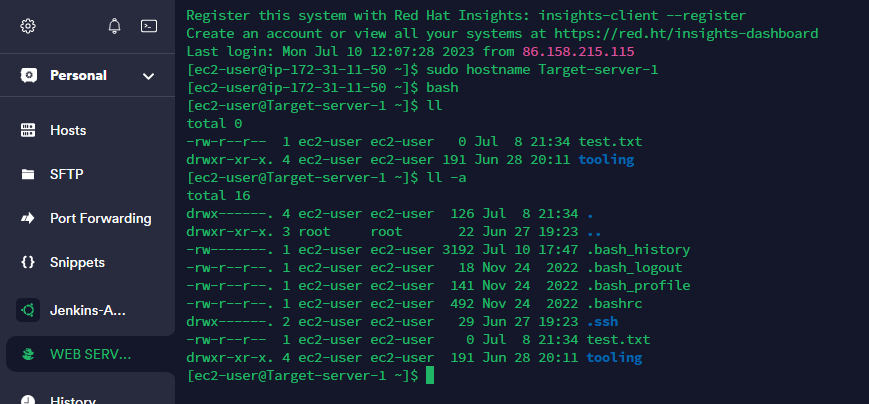 Personal
Hosts
SFTP
Port Forwarding
Snippets
Jenkins-A...
WEB SERV...
History
Register this system with Red Hat Insights: insights-client --register
Create an account or view all your systems at https://red.ht/insights-dashboard
Last login: Mon Jul 10 12:07:28 2023 from 86.158.215.115
[ec2-user@ip-172-31-11-50 ~]$ sudo hostname Target-server-1
[ec2-user@ip-172-31-11-50 ~]$ bash
[ec2-user@Target-server-1 ~]$ ll
total 0
-rw-r--r--  1 ec2-user ec2-user   0 Jul  8 21:34 test.txt
drwxr-xr-x. 4 ec2-user ec2-user 191 Jun 28 20:11 tooling
[ec2-user@Target-server-1 ~]$ ll -a
total 16
drwx------. 4 ec2-user ec2-user  126 Jul  8 21:34 .
drwxr-xr-x. 3 root     root       22 Jun 27 19:23 ..
-rw-------. 1 ec2-user ec2-user 3192 Jul 10 17:47 .bash_history
-rw-r--r--. 1 ec2-user ec2-user   18 Nov 24  2022 .bash_logout
-rw-r--r--. 1 ec2-user ec2-user  141 Nov 24  2022 .bash_profile
-rw-r--r--. 1 ec2-user ec2-user  492 Nov 24  2022 .bashrc
drwx------. 2 ec2-user ec2-user   29 Jun 27 19:23 .ssh
-rw-r--r--  1 ec2-user ec2-user    0 Jul  8 21:34 test.txt
drwxr-xr-x. 4 ec2-user ec2-user  191 Jun 28 20:11 tooling
[ec2-user@Target-server-1 ~]$